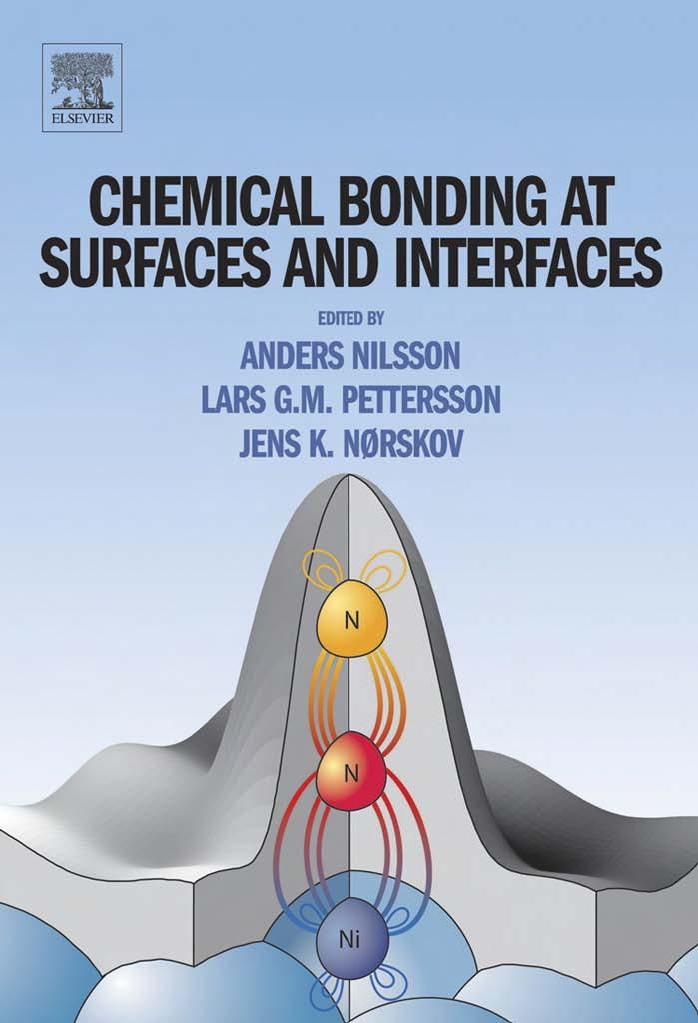 ELSEVIER
CHEMICAL BONDING AT
SURFACES AND INTERFACES
EDITED BY
ANDERS NILSSON
LARS G.M. PETTERSSON
JENS K. NØRSKOV
N
N
Ni